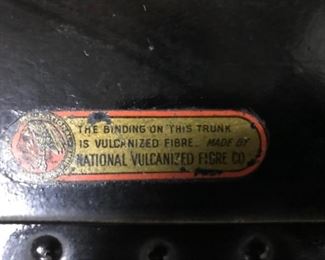 THE BINDING ON THIS TRUNK
IS VULCANIZED FIBRE. MADE BY
NATIONAL VULCANIZED FIBRE CO.